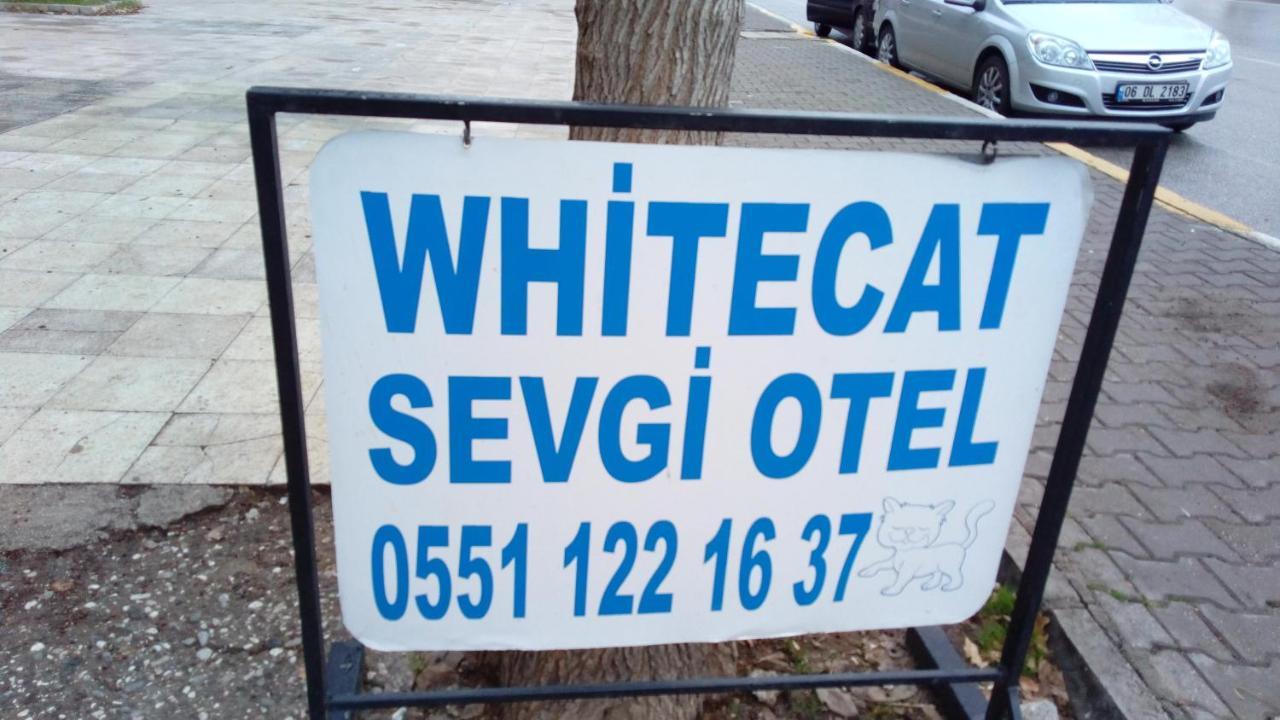 06 DL 2183
WHİTECAT
SEVGİ OTEL
0551 122 16 37